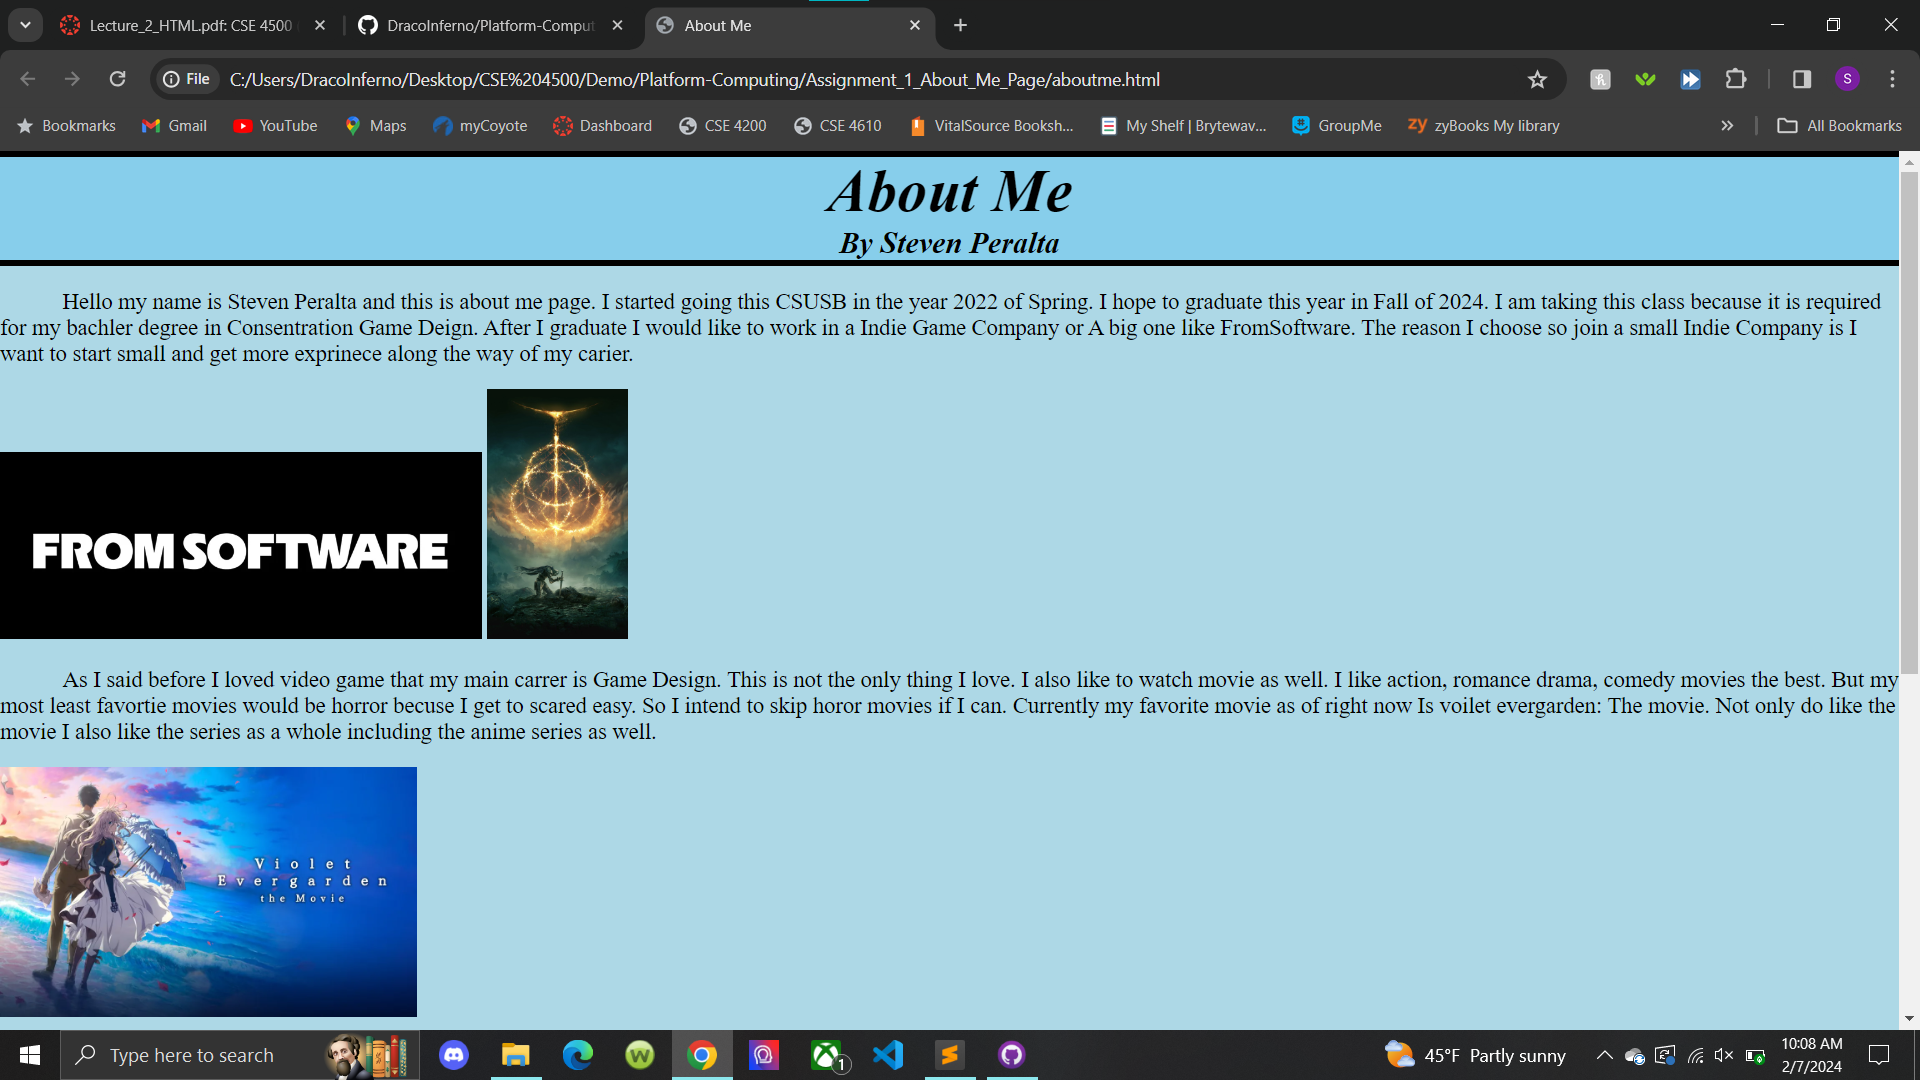 Lecture_2_HTML.pdf: CSE 4500
DracoInferno/Platform-Comput
About Me
File
C:/Users/DracoInferno/Desktop/CSE%204500/Demo/Platform-Computing/Assignment_1_About_Me_Page/aboutme.html
S
Bookmarks
Gmail
YouTube
Maps
myCoyote
Dashboard
CSE 4200
CSE 4610
VitalSource Booksh...
My Shelf | Brytewav...
GroupMe
zy zyBooks My library
»
All Bookmarks
About Me
By Steven Peralta
Hello my name is Steven Peralta and this is about me page. I started going this CSUSB in the year 2022 of Spring. I hope to graduate this year in Fall of 2024. I am taking this class because it is required
for my bachler degree in Consentration Game Deign. After I graduate I would like to work in a Indie Game Company or A big one like FromSoftware. The reason I choose so join a small Indie Company is I
want to start small and get more exprinece along the way of my carier.
FROMSOFTWARE
As I said before I loved video game that my main carrer is Game Design. This is not the only thing I love. I also like to watch movie as well. I like action, romance drama, comedy movies the best. But my
most least favortie movies would be horror becuse I get to scared easy. So I intend to skip horor movies if I can. Currently my favorite movie as of right now Is voilet evergarden: The movie. Not only do like the
movie I also like the series as a whole including the anime series as well.
Violet
Evergarden
the Movie
Type here to search
1
45°F Partly sunny
10:08 AM
2/7/2024